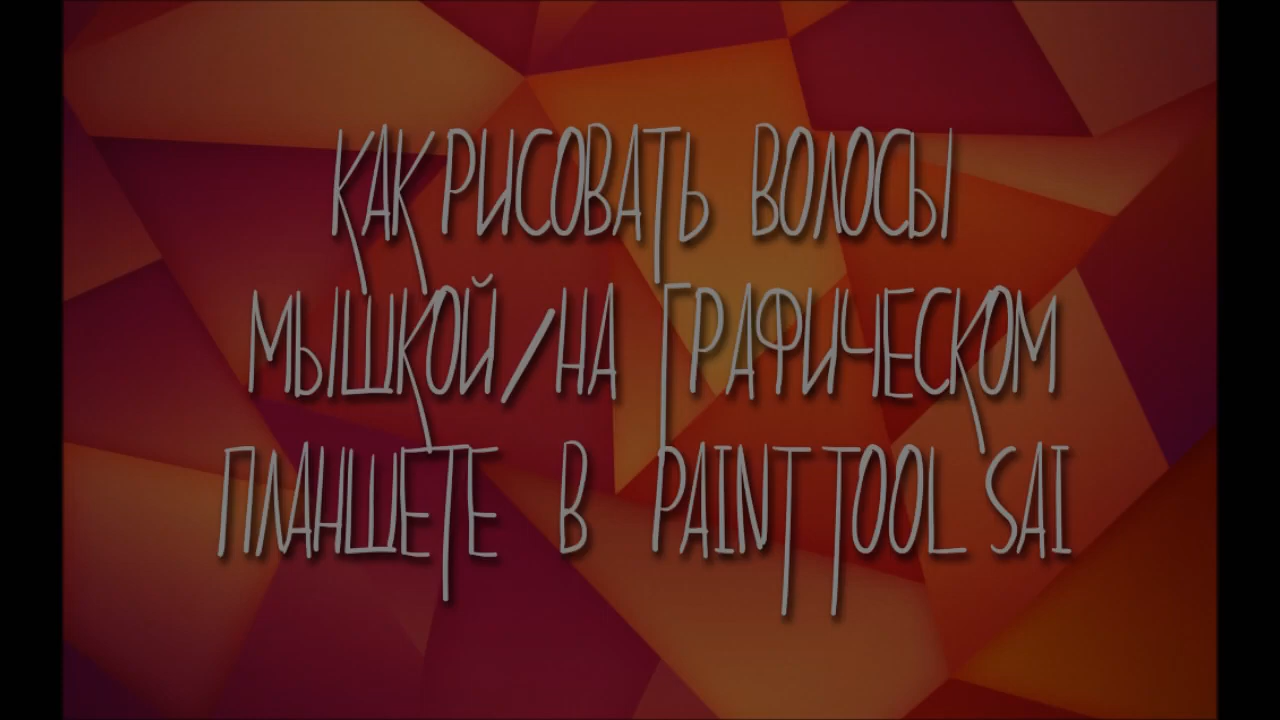 КАК РИСОВАТЬ ВОЛОСЫ
МЫШКОЙ/НА ГРАФИЧЕСКОМ
ПЛАНШЕТЕ В PAINT TOOL SAI